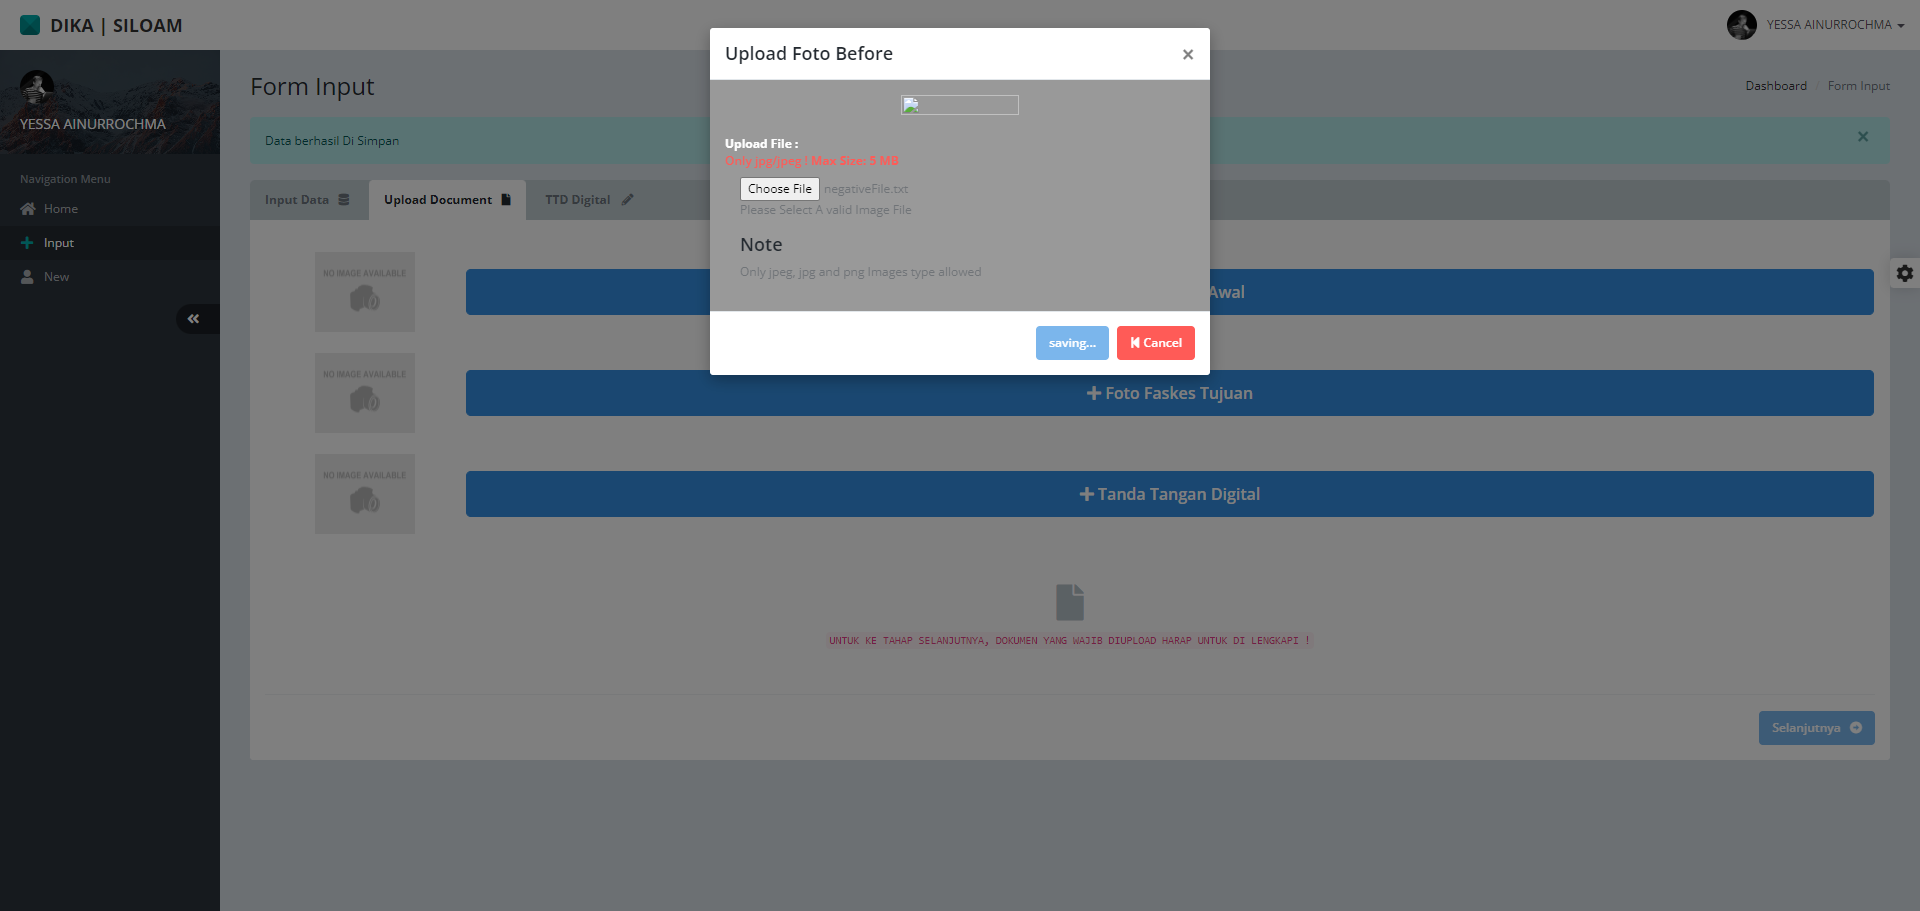 DIKA | SILOAM
YESSA AINURROCHMA
YESSA AINURROCHMA
Navigation Menu
Home
Input
New
Form Input
Dashboard / Form Input
Data berhasil Di Simpan
×
Input Data
Upload Document
TTD Digital
Upload Foto Before
×
Upload File :
Only jpg/jpeg ! Max Size: 5 MB
Choose File negativeFile.txt
Please Select A valid Image File
Note
Only jpeg, jpg and png Images type allowed
saving...
Cancel
NO IMAGE AVAILABLE
Awal
NO IMAGE AVAILABLE
Foto Faskes Tujuan
NO IMAGE AVAILABLE
Tanda Tangan Digital
UNTUK KE TAHAP SELANJUTNYA, DOKUMEN YANG WAJIB DIUPLOAD HARAP UNTUK DI LENGKAPI !
Selanjutnya